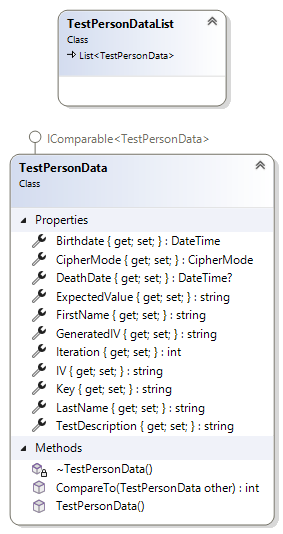 TestPersonDataList
Class
List<TestPersonData>
IComparable<TestPersonData>
TestPersonData
Class
Properties
Birthdate { get; set; } : DateTime
CipherMode { get; set; } : CipherMode
DeathDate { get; set; } : DateTime?
ExpectedValue { get; set; } : string
FirstName { get; set; } : string
GeneratedIV { get; set; } : string
Iteration { get; set; } : int
IV { get; set; } : string
Key { get; set; } : string
LastName { get; set; } : string
TestDescription { get; set; } : string
Methods
~TestPersonData()
CompareTo(TestPersonData other) : int
TestPersonData()